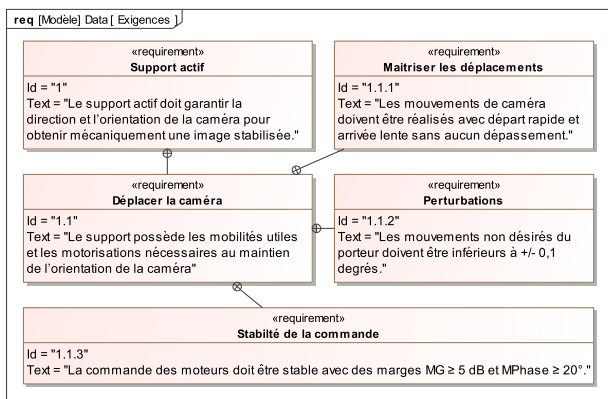 req [Modèle] Data [ Exigences ]
«requirement»
Support actif
Id = "1"
Text = "Le support actif doit garantir la
direction et l'orientation de la caméra pour
obtenir mécaniquement une image stabilisée."
«requirement»
Maitriser les déplacements
Id = "1.1.1"
Text = "Les mouvements de caméra
doivent être réalisés avec départ rapide et
arrivée lente sans aucun dépassement."
«requirement»
Déplacer la caméra
Id = "1.1"
Text = "Le support possède les mobilités utiles
et les motorisations nécessaires au maintien
de l'orientation de la caméra"
«requirement»
Perturbations
Id = "1.1.2"
Text = "Les mouvements non désirés du
porteur doivent être inférieurs à +/- 0,1
degrés."
«requirement»
Stabilté de la commande
Id = "1.1.3"
Text = "La commande des moteurs doit être stable avec des marges MG ≥ 5 dB et MPhase ≥ 20°."